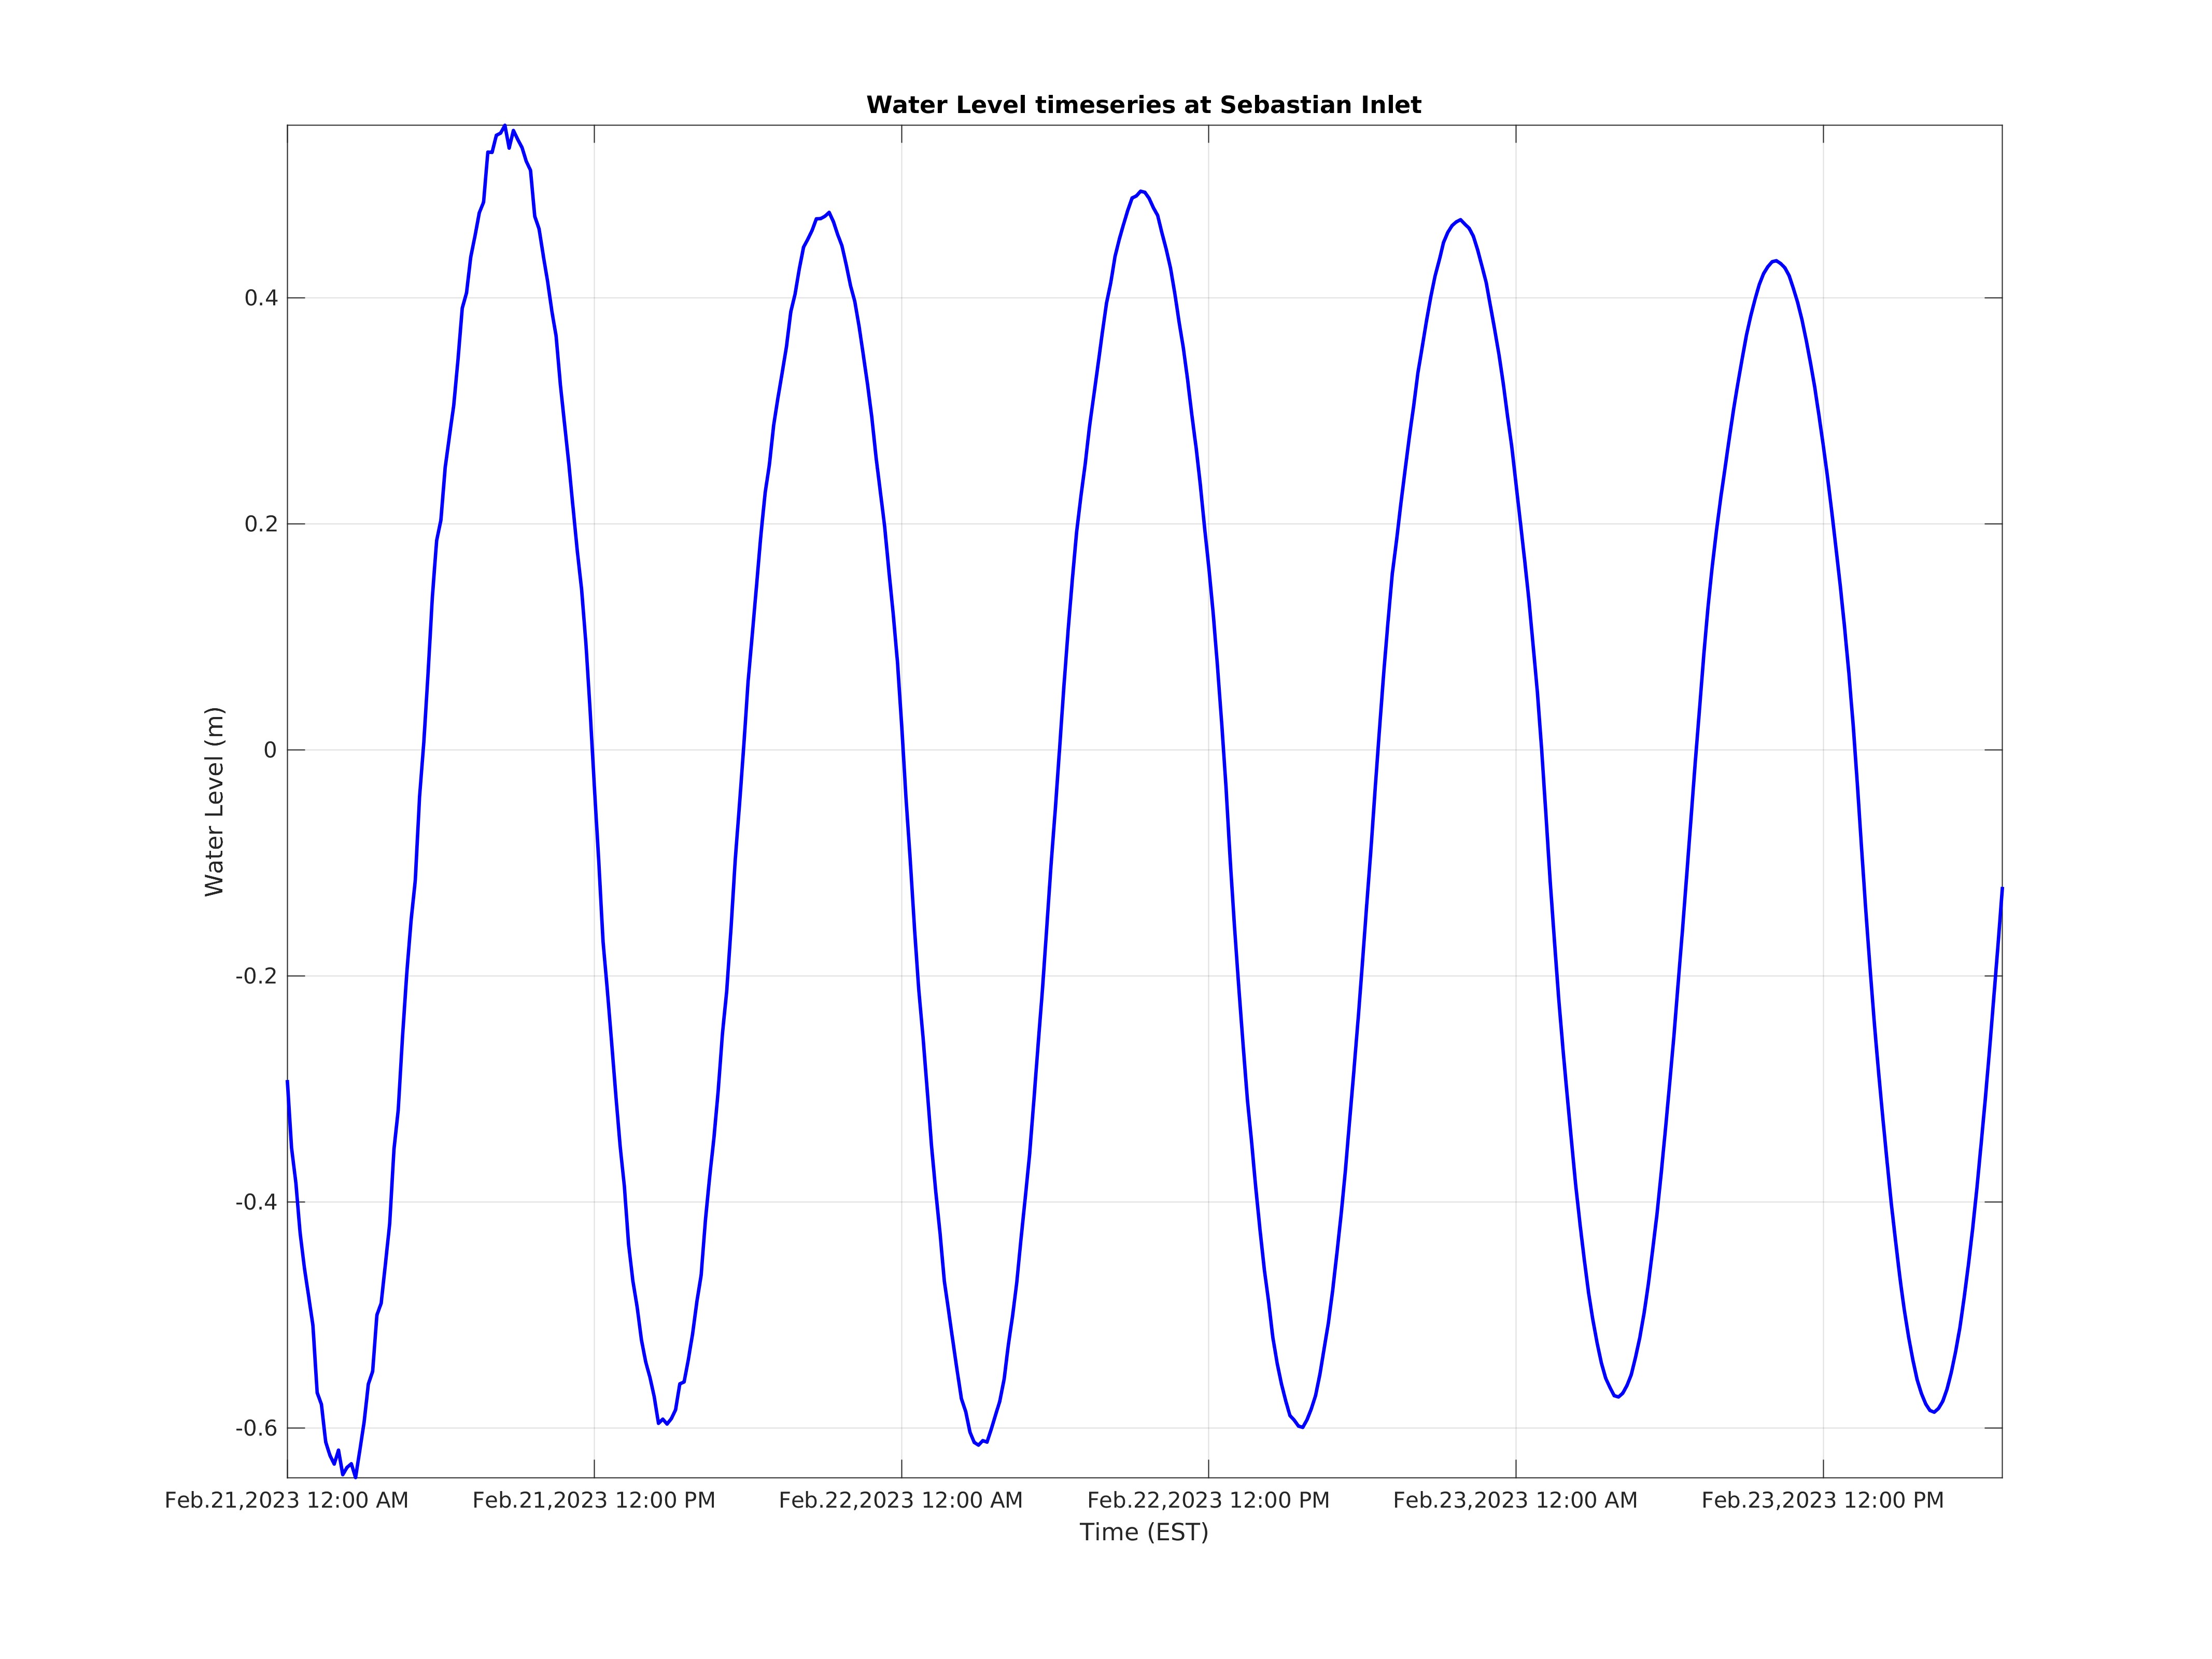 Water Level timeseries at Sebastian Inlet
0.4
0.2
0
-0.2
-0.4
-0.6
Water Level (m)
Feb.21,2023 12:00 AM Feb.21,2023 12:00 PM Feb.22,2023 12:00 AM Feb.22,2023 12:00 PM Feb.23,2023 12:00 AM Feb.23,2023 12:00 PM
Time (EST)